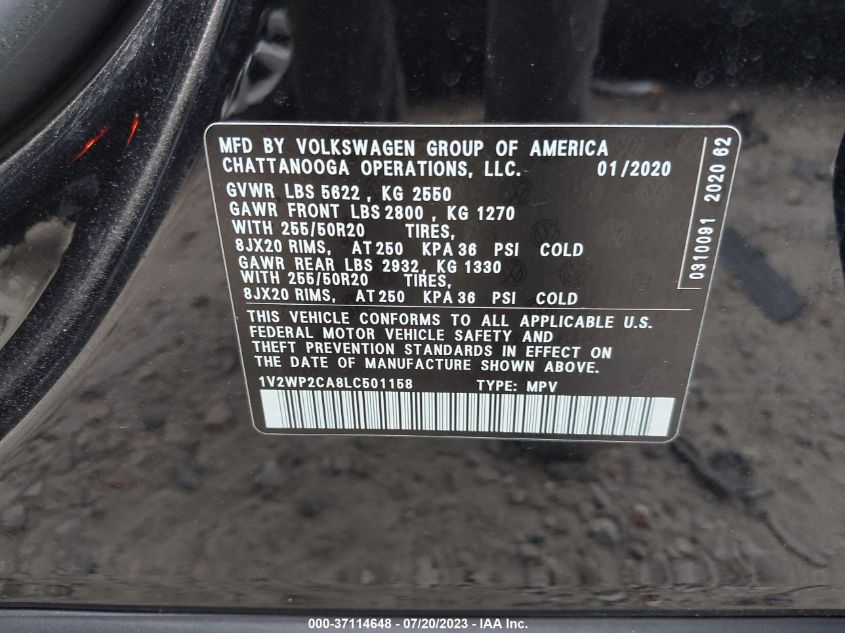 MFD BY VOLKSWAGEN GROUP OF AMERICA
CHATTANOOGA OPERATIONS, LLC. 01/2020
GVWR LBS 5622 , KG 2550
GAWR FRONT LBS 2800 , KG 1270
WITH 255/50R20 TIRES,
8JX20 RIMS, AT 250 KPA 36 PSI COLD
GAWR REAR LBS 2932, KG 1330
WITH 255/50R20 TIRES,
8JX20 RIMS, AT 250 KPA 36 PSI COLD
THIS VEHICLE CONFORMS TO ALL APPLICABLE U.S.
FEDERAL MOTOR VEHICLE SAFETY AND
THEFT PREVENTION STANDARDS IN EFFECT ON
THE DATE OF MANUFACTURE SHOWN ABOVE.
1V2WP2CA8LC501158 TYPE: MPV
0310091 2020 62
000-37114648 - 07/20/2023 - IAA Inc.